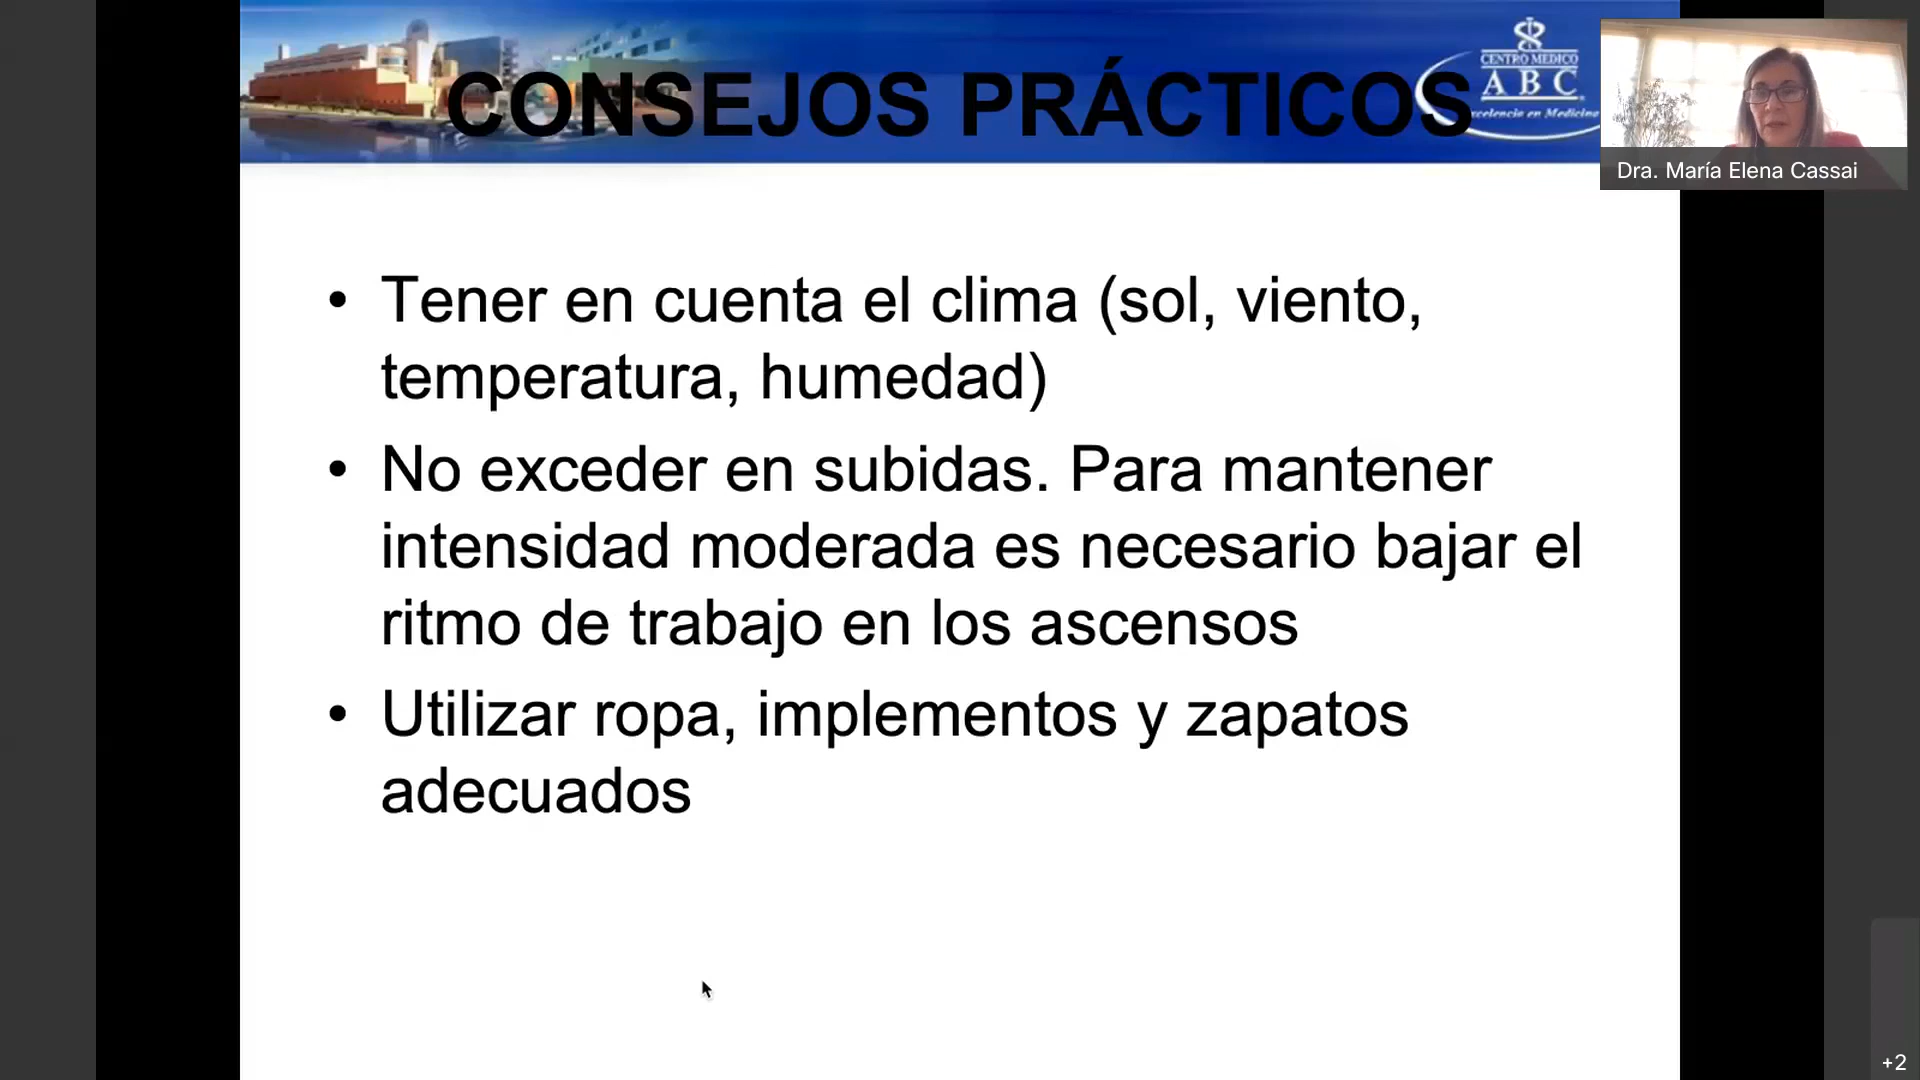 CONSEJOS PRÁCTICOS
CENTRO MEDICO
ABC
Excelencia en Medicina
Dra. María Elena Cassai
• Tener en cuenta el clima (sol, viento,
temperatura, humedad)
• No exceder en subidas. Para mantener
intensidad moderada es necesario bajar el
ritmo de trabajo en los ascensos
• Utilizar ropa, implementos y zapatos
adecuados
+2